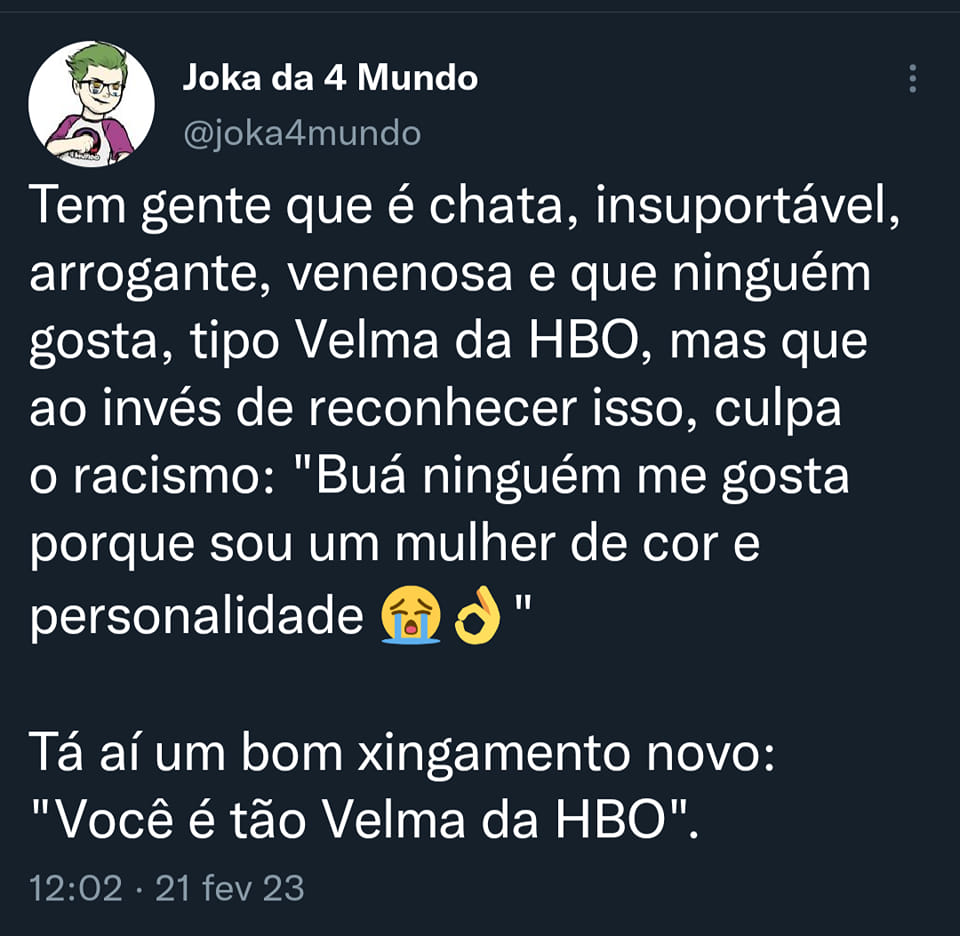 Joka da 4 Mundo
@joka4mundo
Tem gente que é chata, insuportável,
arrogante, venenosa e que ninguém
gosta, tipo Velma da HBO, mas que
ao invés de reconhecer isso, culpa
o racismo: "Buá ninguém me gosta
porque sou um mulher de cor e
personalidade 😭👌"
Tá aí um bom xingamento novo:
"Você é tão Velma da HBO".
12:02 · 21 fev 23